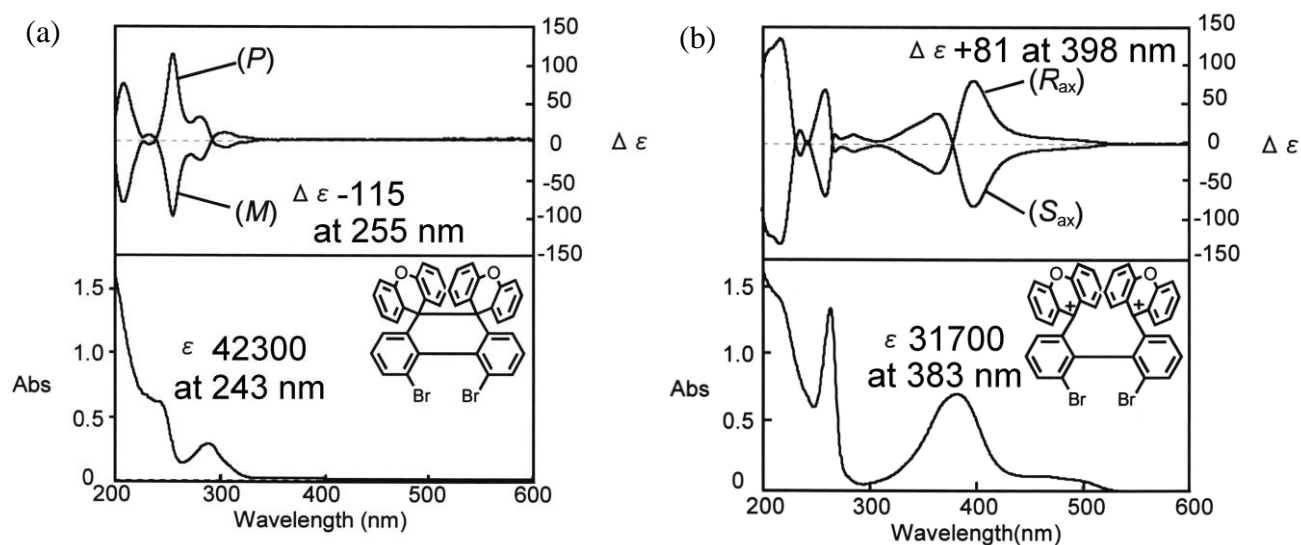 (a)
150
100
50
0
-50
-100
-150
Δ ε
(P)
(M)
Δ ε -115
at 255 nm
1.5
1.0
0.5
0
Abs
ε 42300
at 243 nm
O
O
Br
Br
200
300
400
500
600
Wavelength (nm)
(b)
150
100
50
0
-50
-100
-150
Δ ε
Δ ε +81 at 398 nm
(Rax)
(Sax)
1.5
1.0
0.5
0
Abs
ε 31700
at 383 nm
O
O
+
+
Br
Br
200
300
400
500
600
Wavelength(nm)